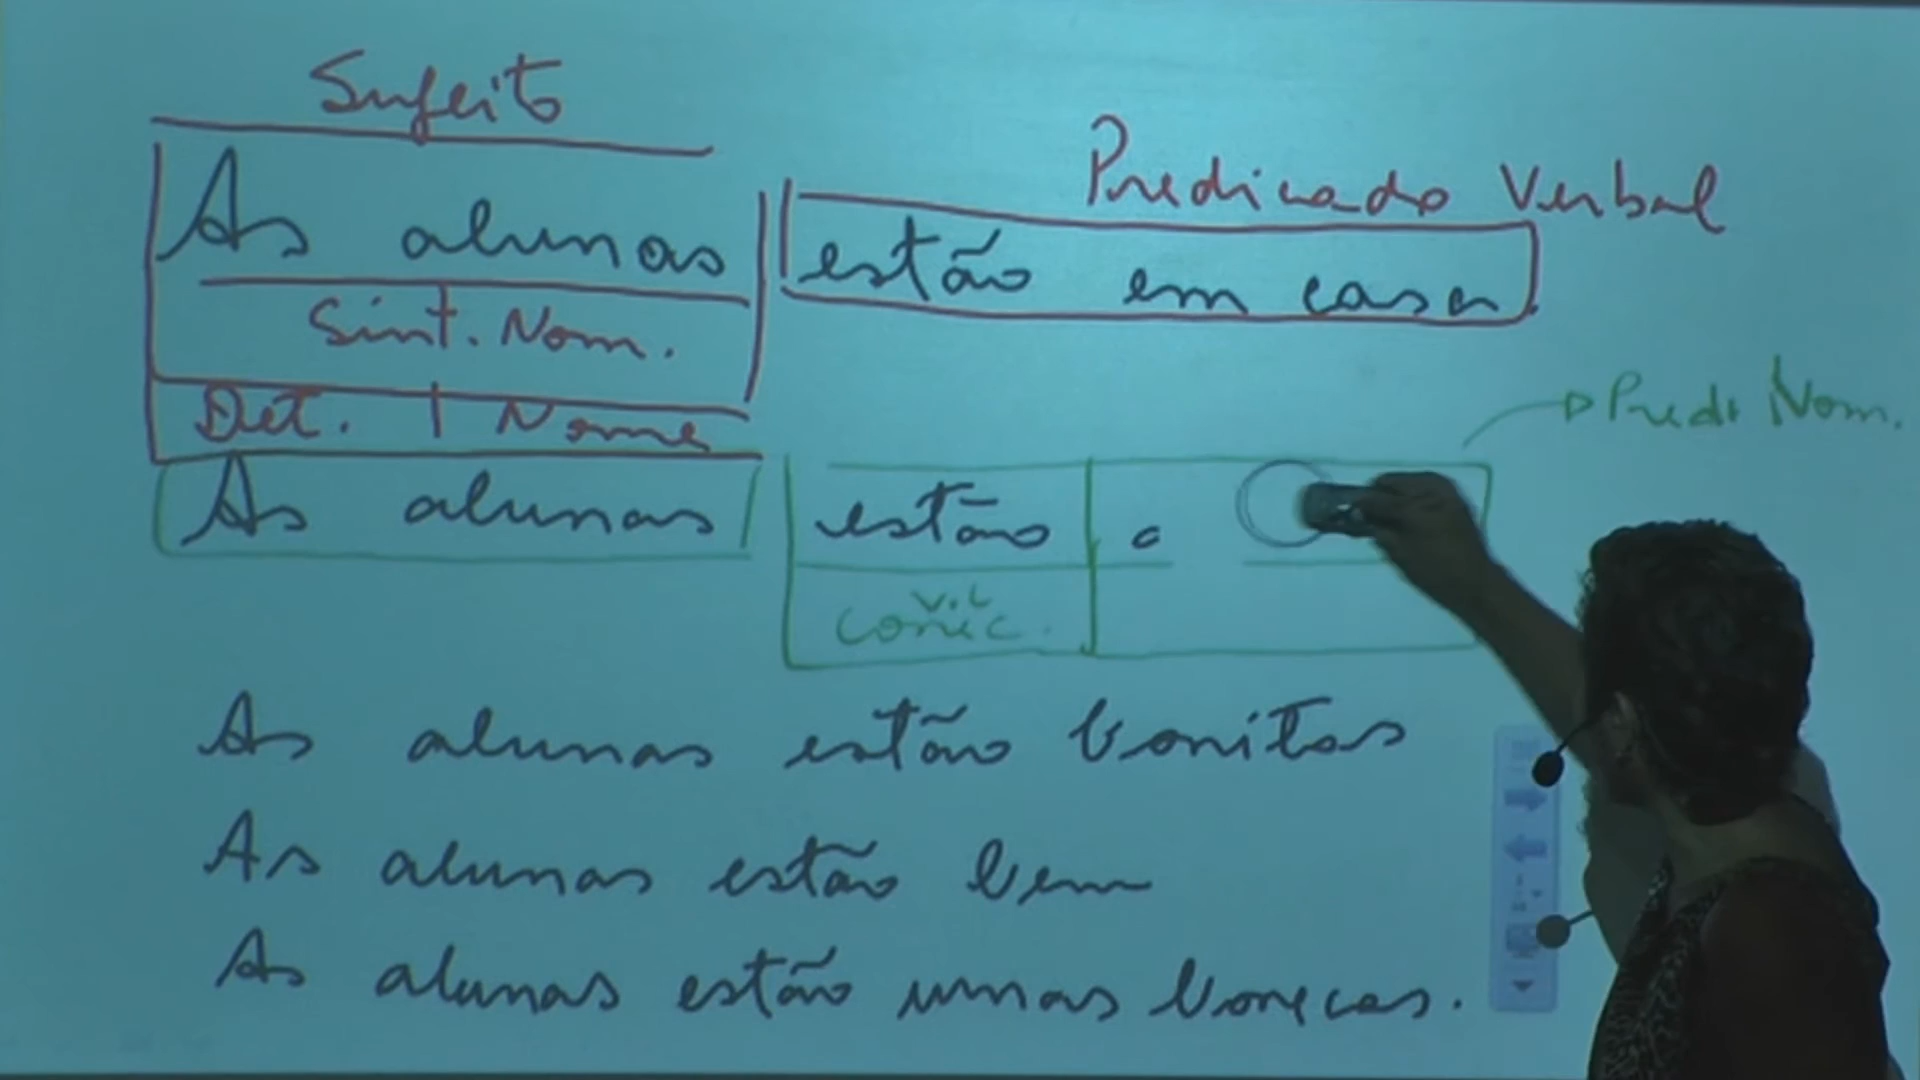 Sujeito
Predicado Verbal
As alunas estão em casa.
Sint. Nom.
Det. | Nome
Pred. Nom.
As alunas estão c
V.L
conec.
As alunas estão bonitas
As alunas estão bem
As alunas estão umas bonecas.